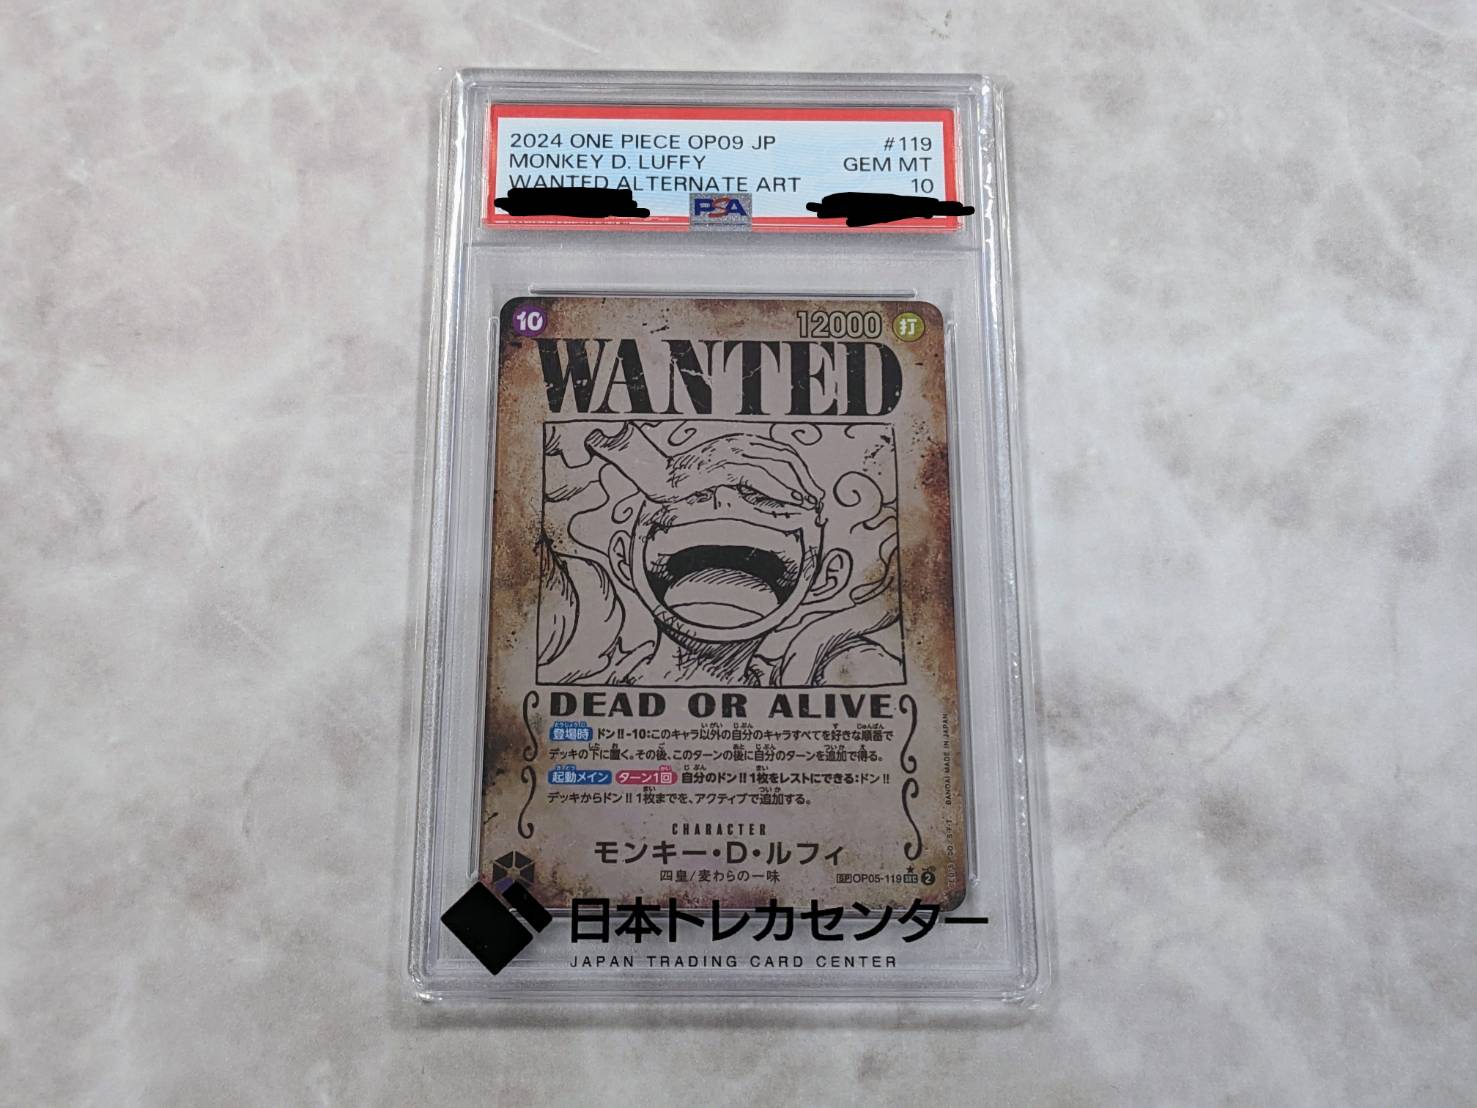 2024 ONE PIECE OP09 JP #119
MONKEY D. LUFFY GEM MT
WANTED ALTERNATE ART 10
PSA
10 12000 打
WANTED
DEAD OR ALIVE
登場時 ドン!!-10:このキャラ以外の自分のキャラすべてを好きな順番で
デッキの下に置く。その後、このターンの後に自分のターンを追加で得る。
起動メイン ターン1回 自分のドン!!1枚をレストにできる:ドン!!
デッキからドン!!1枚までを、アクティブで追加する。
CHARACTER
モンキー・D・ルフィ
四皇/麦わらの一味
SP OP05-119 SEC 2
BANDAI MADE IN JAPAN
日本トレカセンター
JAPAN TRADING CARD CENTER